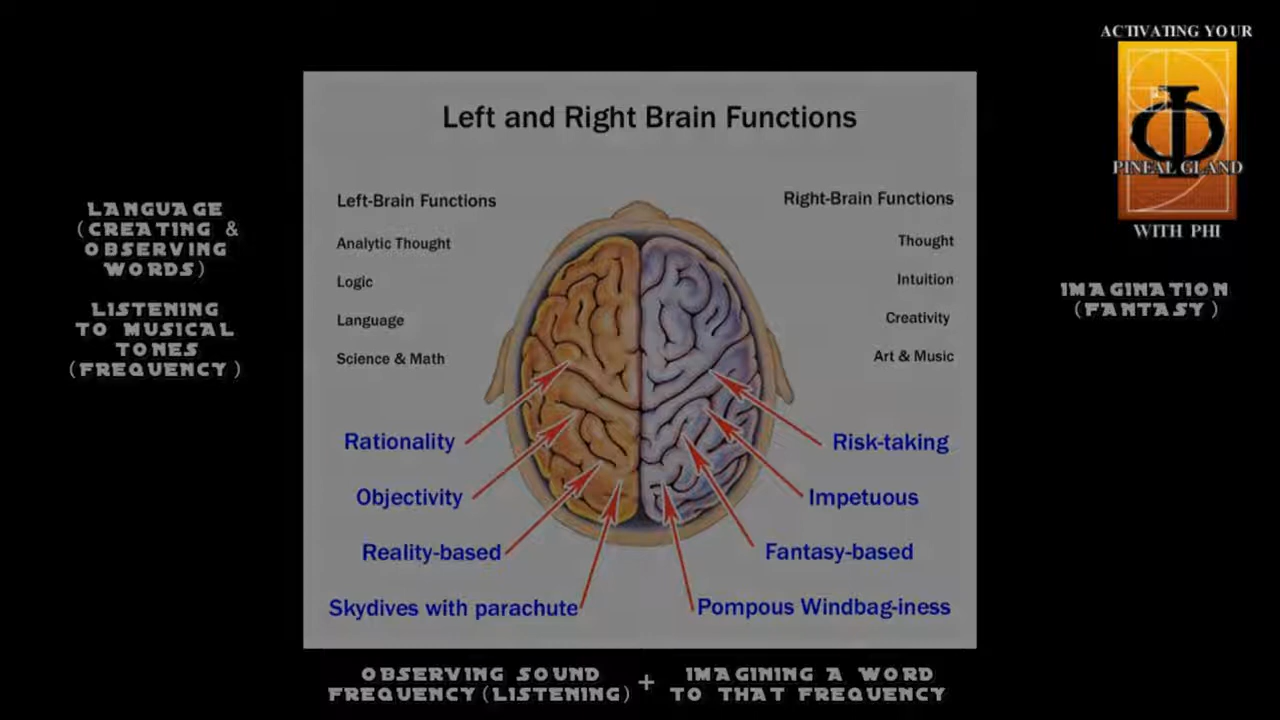 ACTIVATING YOUR
PINEAL GLAND
WITH PHI
IMAGINATION
(FANTASY)
LANGUAGE
(CREATING &
OBSERVING
WORDS)
LISTENING
TO MUSICAL
TONES
(FREQUENCY)
Left and Right Brain Functions
Left-Brain Functions
Analytic Thought
Logic
Language
Science & Math
Rationality
Objectivity
Reality-based
Skydives with parachute
Right-Brain Functions
Thought
Intuition
Creativity
Art & Music
Risk-taking
Impetuous
Fantasy-based
Pompous Windbag-iness
OBSERVING SOUND
FREQUENCY(LISTENING)
+
IMAGINING A WORD
TO THAT FREQUENCY